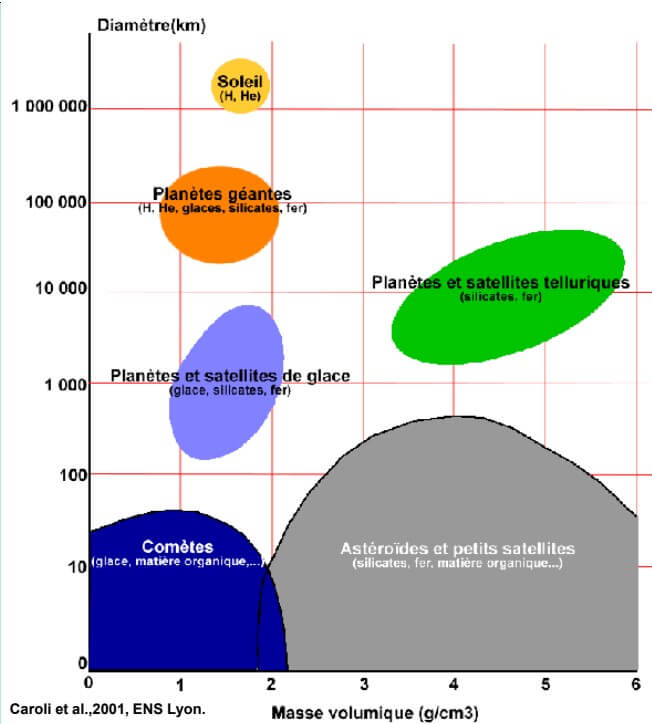 Diamètre(km)
Soleil
(H, He)
1 000 000
Planètes géantes
(H, He, glaces, silicates, fer)
100 000
Planètes et satellites telluriques
(silicates, fer)
10 000
Planètes et satellites de glace
(glace, silicates, fer)
1 000
100
Comètes
(glace, matière organique,...)
Astéroïdes et petits satellites
(silicates, fer, matière organique...)
10
0
0 1 2 3 4 5 6
Caroli et al.,2001, ENS Lyon.
Masse volumique (g/cm3)